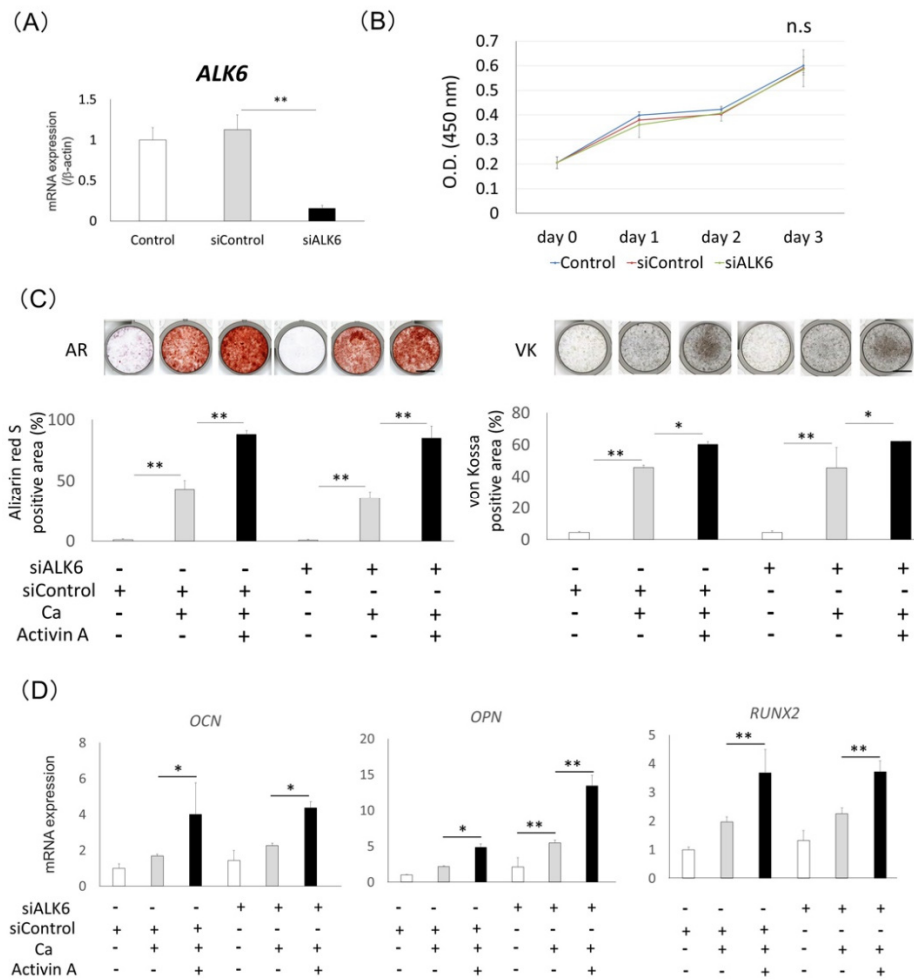 (A)
ALK6
mRNA expression
(/β-actin)
1.5
1
0.5
0
**
Control siControl siALK6
(B)
n.s
O.D. (450 nm)
0.7
0.6
0.5
0.4
0.3
0.2
0.1
0
day 0 day 1 day 2 day 3
Control siControl siALK6
(C)
AR
Alizarin red S
positive area (%)
100
50
0
** ** ** **
siALK6 - - - + + +
siControl + + + - - -
Ca - + + - + +
Activin A - - + - - +
VK
von Kossa
positive area (%)
80
60
40
20
0
** * ** *
- - - + + +
+ + + - - -
- + + - + +
- - + - - +
(D)
OCN
mRNA expression
8
6
4
2
0
* *
siALK6 - - - + + +
siControl + + + - - -
Ca - + + - + +
Activin A - - + - - +
OPN
20
15
10
5
0
* ** **
- - - + + +
+ + + - - -
- + + - + +
- - + - - +
RUNX2
5
4
3
2
1
0
** **
- - - + + +
+ + + - - -
- + + - + +
- - + - - +